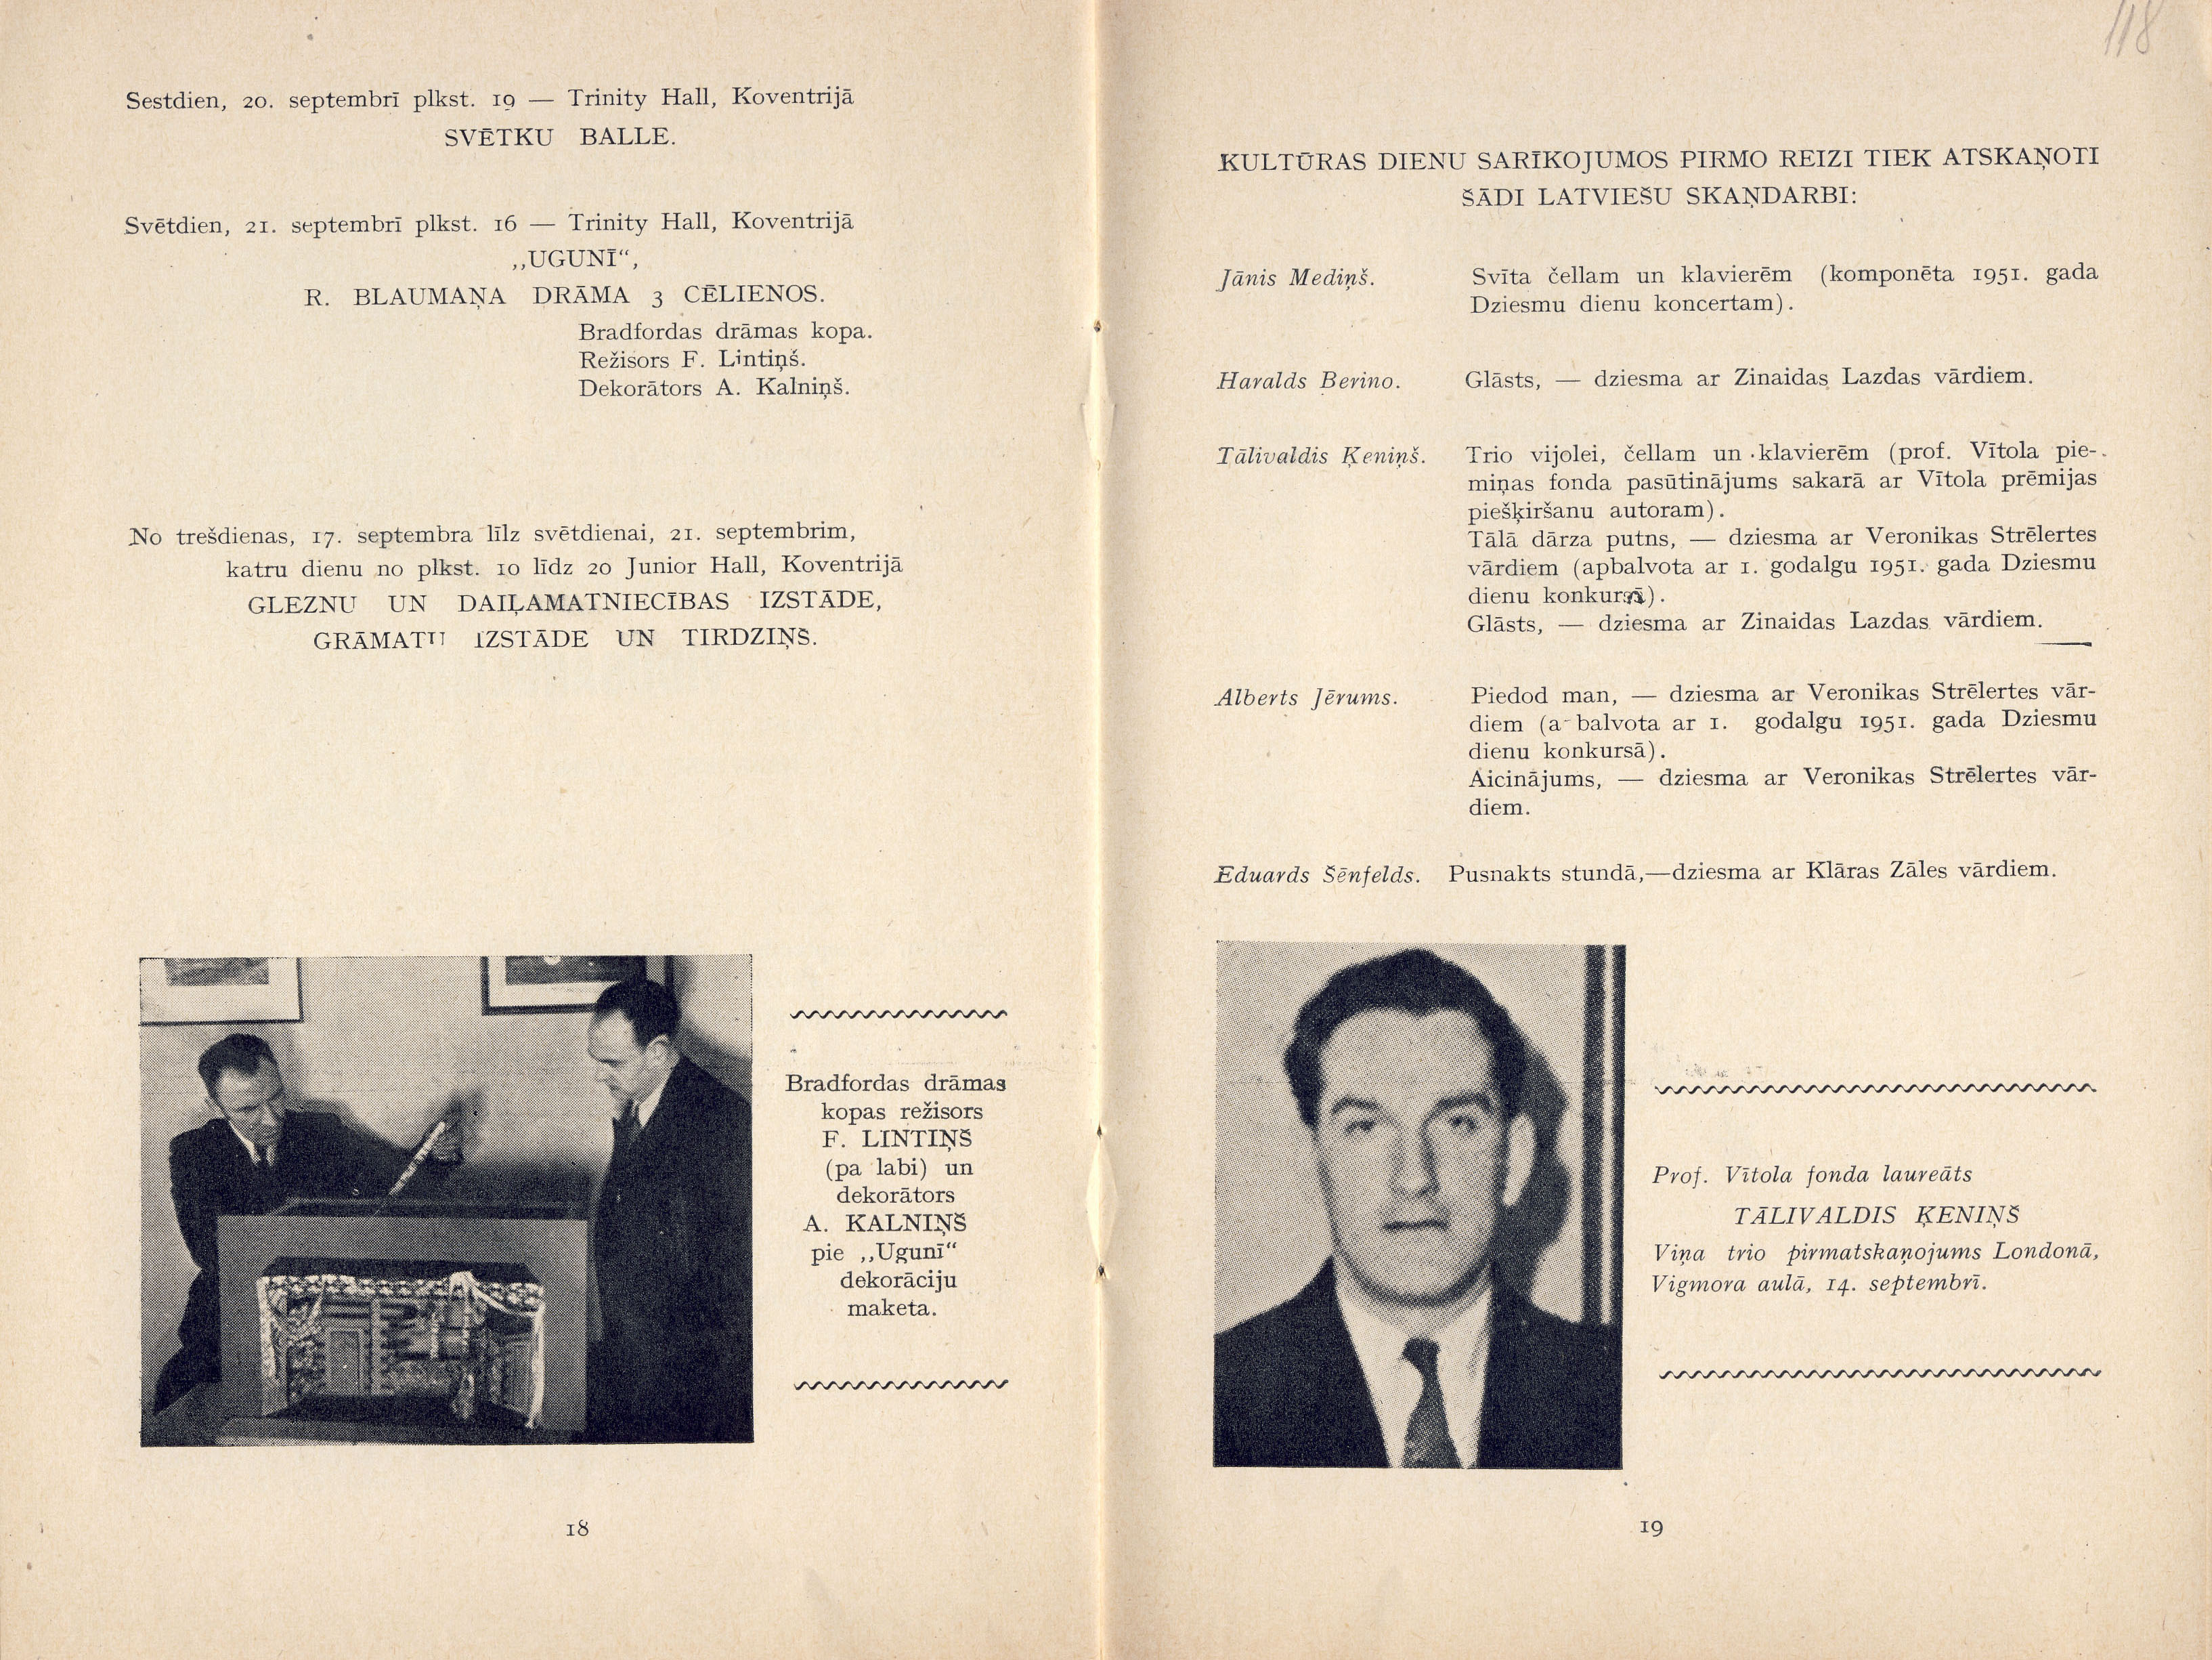 Sestdien, 20. septembrī plkst. 19 — Trinity Hall, Koventrijā
SVĒTKU BALLE.
Svētdien, 21. septembrī plkst. 16 — Trinity Hall, Koventrijā
,,UGUNĪ“,
R. BLAUMAŅA DRĀMA 3 CĒLIENOS.
Bradfordas drāmas kopa.
Režisors F. Lintiņš.
Dekorātors A. Kalniņš.
No trešdienas, 17. septembra līlz svētdienai, 21. septembrim,
katru dienu no plkst. 10 līdz 20 Junior Hall, Koventrijā
GLEZNU UN DAIĻAMATNIECĪBAS IZSTĀDE,
GRĀMATU IZSTĀDE UN TIRDZIŅŠ.
Bradfordas drāmas
kopas režisors
F. LINTIŅŠ
(pa labi) un
dekorātors
A. KALNIŅŠ
pie ,,Ugunī“
dekorāciju
maketa.
18
118
KULTŪRAS DIENU SARĪKOJUMOS PIRMO REIZI TIEK ATSKAŅOTI
ŠĀDI LATVIEŠU SKAŅDARBI:
Jānis Mediņš. Svīta čellam un klavierēm (komponēta 1951. gada
Dziesmu dienu koncertam).
Haralds Berino. Glāsts, — dziesma ar Zinaidas Lazdas vārdiem.
Tālivaldis Ķeniņš. Trio vijolei, čellam un klavierēm (prof. Vītola pie-
miņas fonda pasūtinājums sakarā ar Vītola prēmijas
piešķiršanu autoram).
Tālā dārza putns, — dziesma ar Veronikas Strēlertes
vārdiem (apbalvota ar 1. godalgu 1951. gada Dziesmu
dienu konkursā).
Glāsts, — dziesma ar Zinaidas Lazdas vārdiem.
Alberts Jērums. Piedod man, — dziesma ar Veronikas Strēlertes vār-
diem (a balvota ar 1. godalgu 1951. gada Dziesmu
dienu konkursā).
Aicinājums, — dziesma ar Veronikas Strēlertes vār-
diem.
Eduards Šēnfelds. Pusnakts stundā,—dziesma ar Klāras Zāles vārdiem.
Prof. Vītola fonda laureāts
TĀLIVALDIS ĶENIŅŠ
Viņa trio pirmatskaņojums Londonā,
Vigmora aulā, 14. septembrī.
19